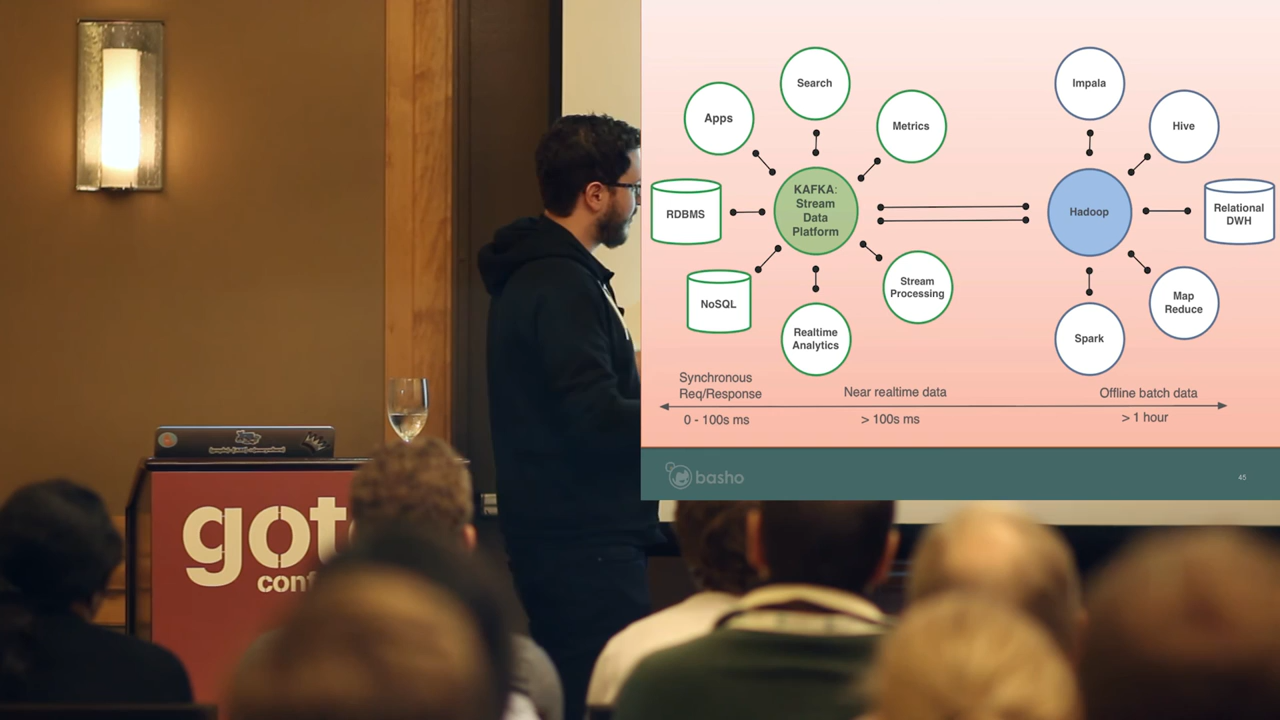 Search
Impala
Apps
Metrics
Hive
KAFKA:
Stream
Data
Platform
RDBMS
Hadoop
Relational
DWH
NoSQL
Stream
Processing
Map
Reduce
Realtime
Analytics
Spark
Synchronous
Req/Response
Near realtime data
Offline batch data
0 - 100s ms
> 100s ms
> 1 hour
basho
45
goto
conf